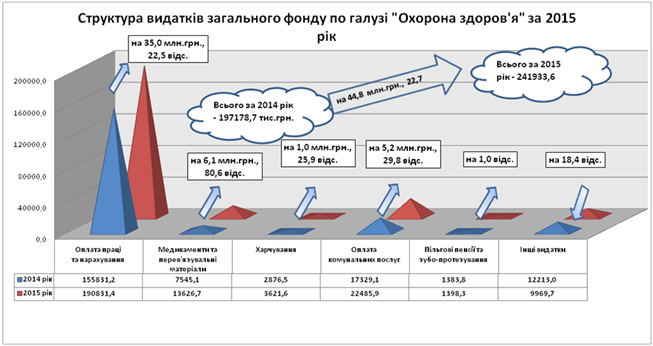 Структура видатків загального фонду по галузі "Охорона здоров'я" за 2015
рік
на 35,0 млн.грн.,
22,5 відс.
Всього за 2014 рік
- 197178,7 тис.грн.
на 44,8 млн.грн., 22,7
Всього за 2015
рік - 241933,6
на 6,1 млн.грн.,
80,6 відс.
на 1,0 млн.грн.,
25,9 відс.
на 5,2 млн.грн.,
29,8 відс.
на 1,0 відс.
на 18,4 відс.
200000,0
160000,0
120000,0
80000,0
40000,0
0,0
Оплата праці
та нарахування
Медикаменти та
перев'язувальні
матеріали
Харчування
Оплата
комунальних послуг
Пільгові пенсії та
зубо-протезування
Інші видатки
2014 рік 155831,2 7545,1 2876,5 17329,1 1383,8 12213,0
2015 рік 190831,4 13626,7 3621,6 22485,9 1398,3 9969,7